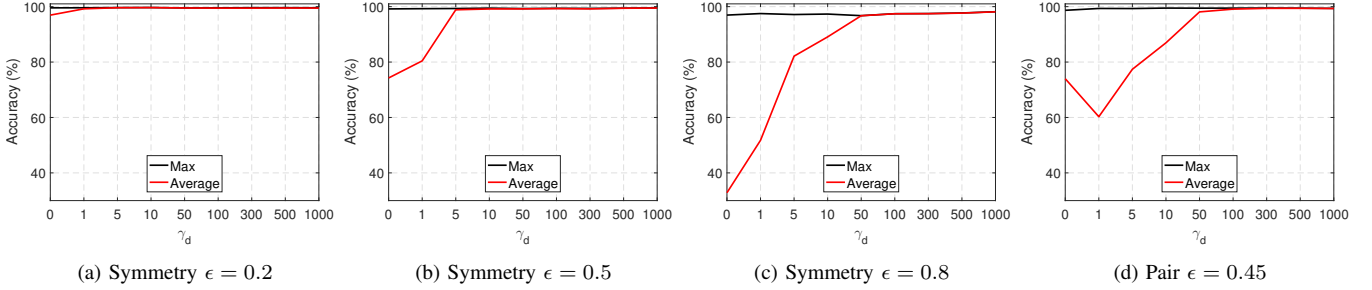 100
80
60
40
Accuracy (%)
Max
Average
0 1 5 10 50 100 300 500 1000
γd
(a) Symmetry ϵ = 0.2
100
80
60
40
Accuracy (%)
Max
Average
0 1 5 10 50 100 300 500 1000
γd
(b) Symmetry ϵ = 0.5
100
80
60
40
Accuracy (%)
Max
Average
0 1 5 10 50 100 300 500 1000
γd
(c) Symmetry ϵ = 0.8
100
80
60
40
Accuracy (%)
Max
Average
0 1 5 10 50 100 300 500 1000
γd
(d) Pair ϵ = 0.45